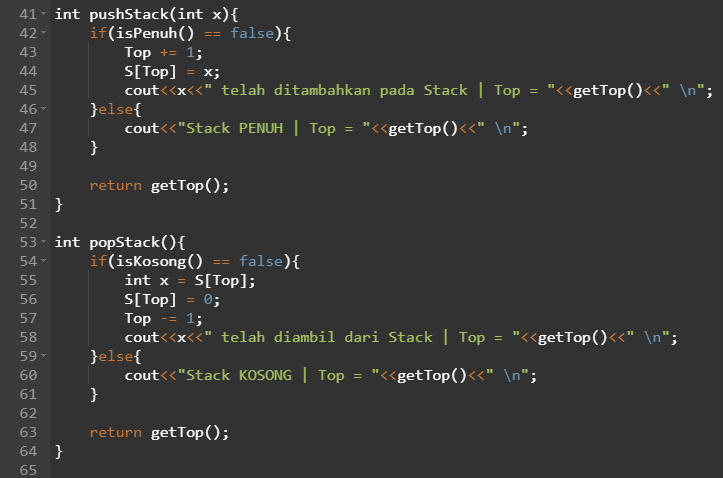 41 int pushStack(int x){
42     if(isPenuh() == false){
43         Top += 1;
44         S[Top] = x;
45         cout<<x<<" telah ditambahkan pada Stack | Top = "<<getTop()<<" \n";
46     }else{
47         cout<<"Stack PENUH | Top = "<<getTop()<<" \n";
48     }
49
50     return getTop();
51 }
52
53 int popStack(){
54     if(isKosong() == false){
55         int x = S[Top];
56         S[Top] = 0;
57         Top -= 1;
58         cout<<x<<" telah diambil dari Stack | Top = "<<getTop()<<" \n";
59     }else{
60         cout<<"Stack KOSONG | Top = "<<getTop()<<" \n";
61     }
62
63     return getTop();
64 }
65